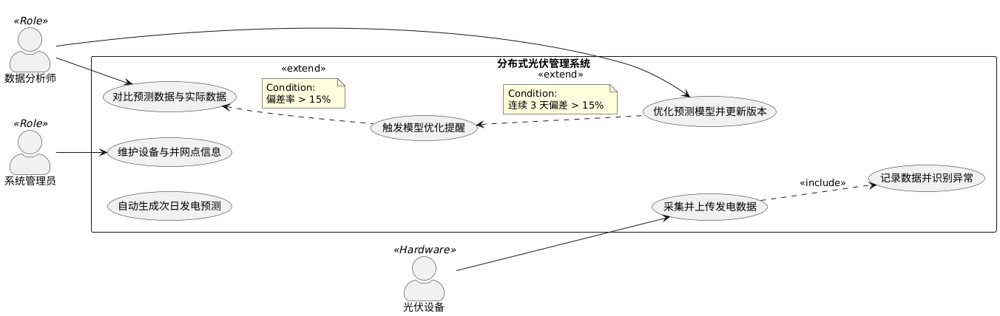 «Role»
数据分析师
«Role»
系统管理员
分布式光伏管理系统
对比预测数据与实际数据
«extend»
Condition:
偏差率 > 15%
触发模型优化提醒
«extend»
Condition:
连续 3 天偏差 > 15%
优化预测模型并更新版本
维护设备与并网点信息
自动生成次日发电预测
采集并上传发电数据
«include»
记录数据并识别异常
«Hardware»
光伏设备